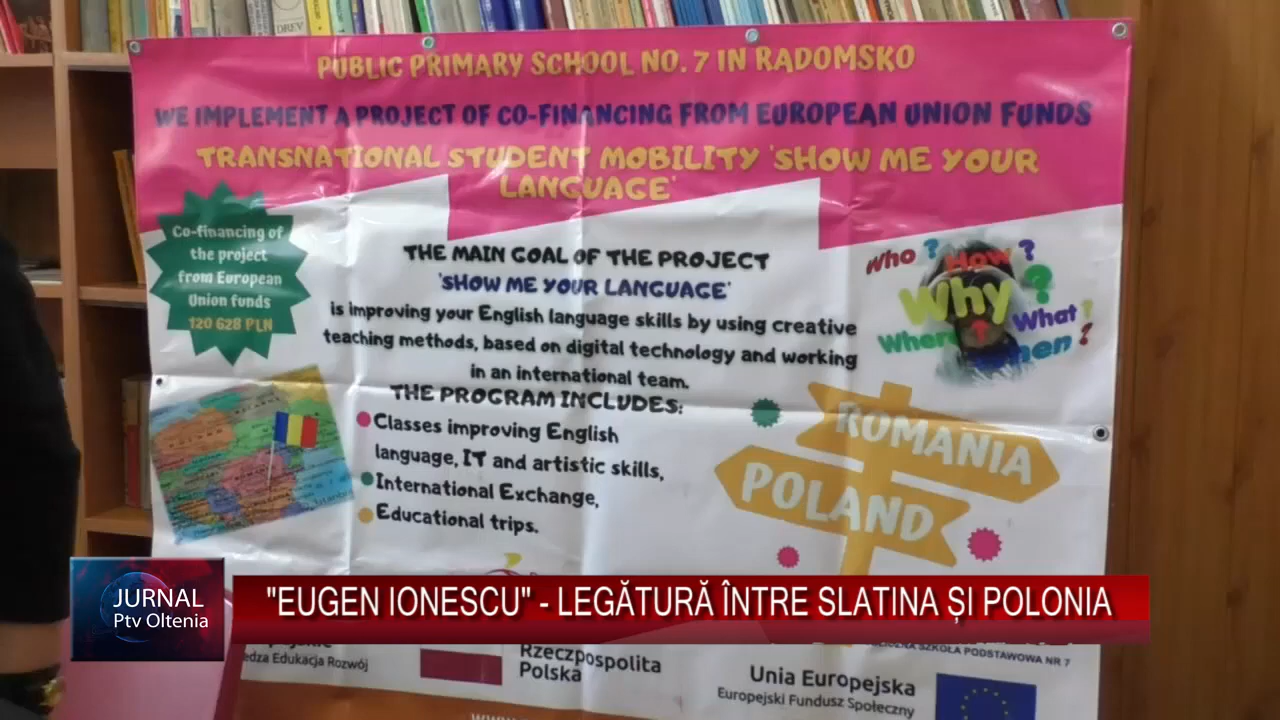 DREV
PUBLIC PRIMARY SCHOOL NO. 7 IN RADOMSKO
WE IMPLEMENT A PROJECT OF CO-FINANCING FROM EUROPEAN UNION FUNDS
TRANSNATIONAL STUDENT MOBILITY 'SHOW ME YOUR
LANGUAGE'
Co-financing of
the project
from European
Union funds
120 628 PLN
THE MAIN GOAL OF THE PROJECT
'SHOW ME YOUR LANGUAGE'
is improving your English language skills by using creative
teaching methods, based on digital technology and working
in an international team.
Who ? How ?
Why ?
What ?
Where
hen ?
THE PROGRAM INCLUDES:
Classes improving English
language, IT and artistic skills,
International Exchange,
Educational trips.
ROMANIA
POLAND
JURNAL
Ptv Oltenia
"EUGEN IONESCU" - LEGĂTURĂ ÎNTRE SLATINA ȘI POLONIA
SZKOŁA PODSTAWOWA NR 7
edza Edukacja Rozwój
Rzeczpospolita
Polska
Unia Europejska
Europejski Fundusz Społeczny